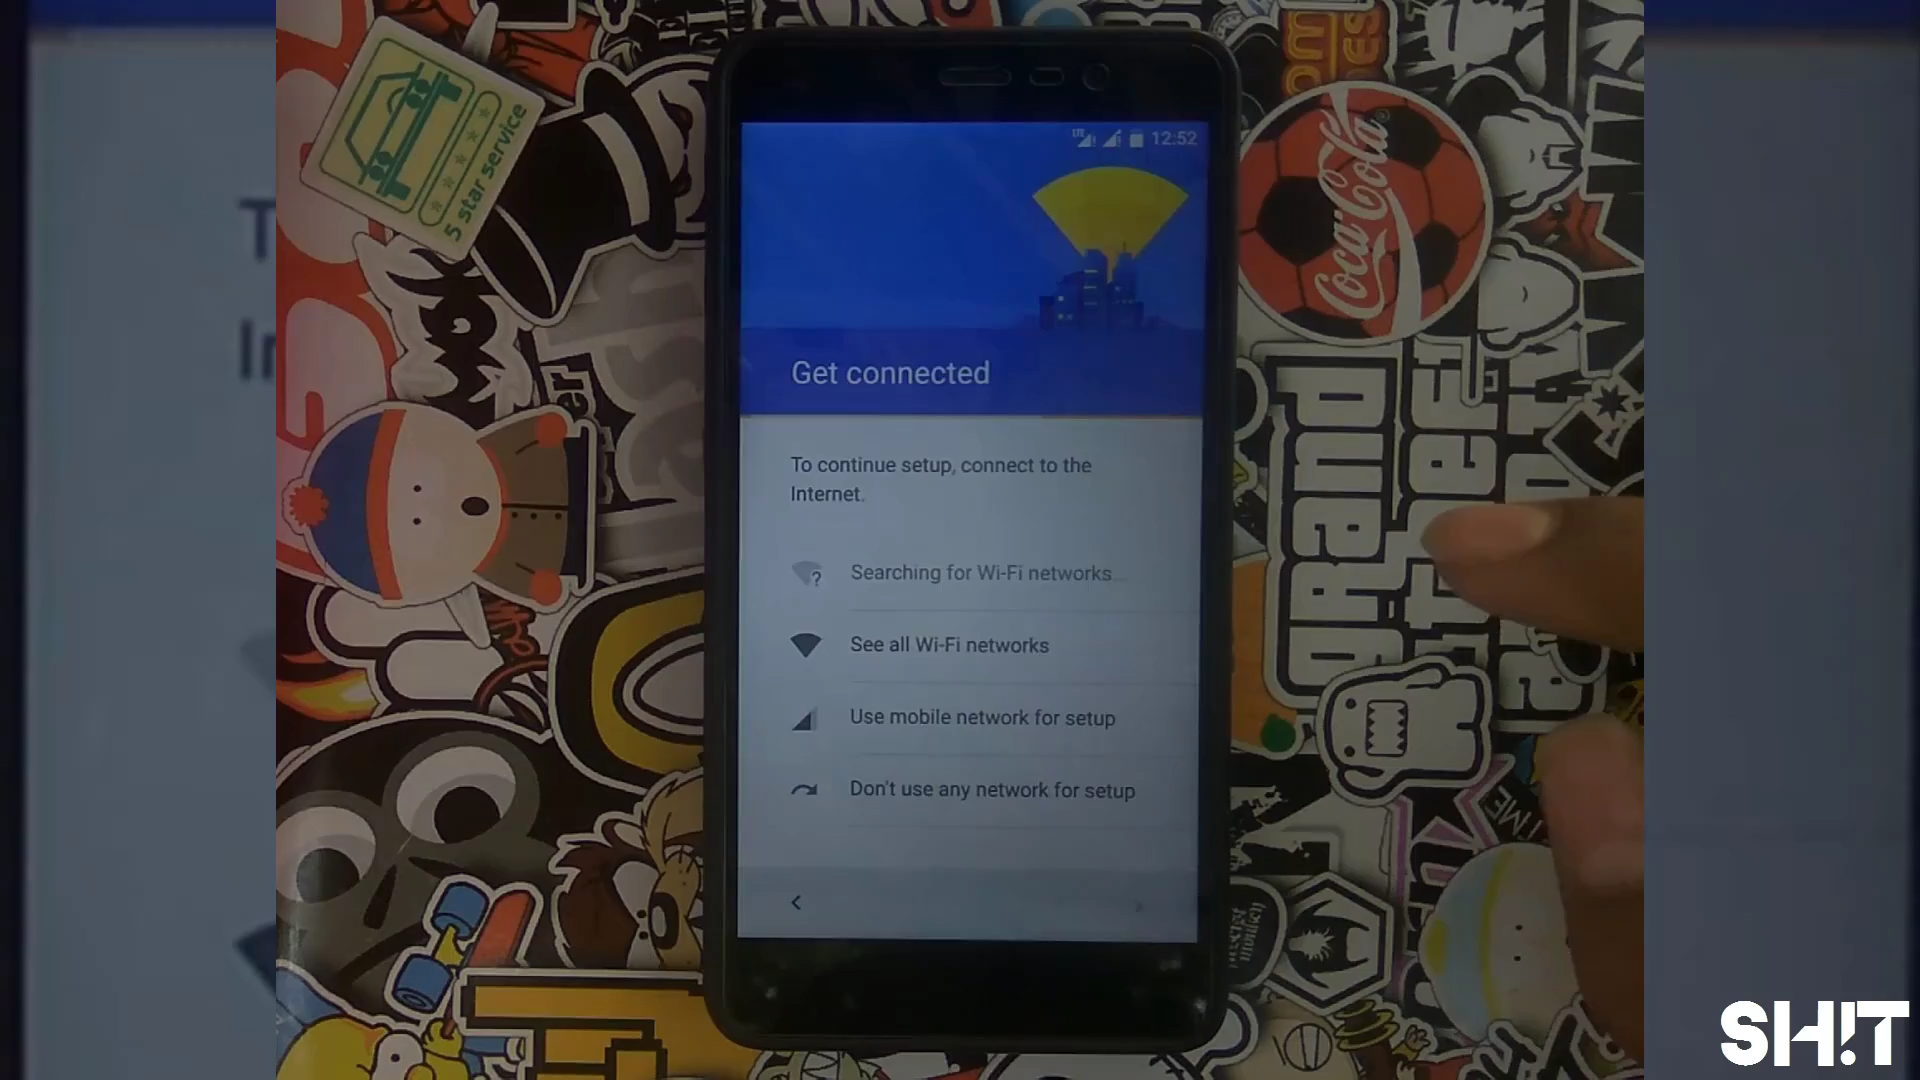 5 star service
LTE
12:52
Coca-Cola
Get connected
To continue setup, connect to the
Internet.
Searching for Wi-Fi networks...
See all Wi-Fi networks
Use mobile network for setup
Don't use any network for setup
grand
theft
SH!T